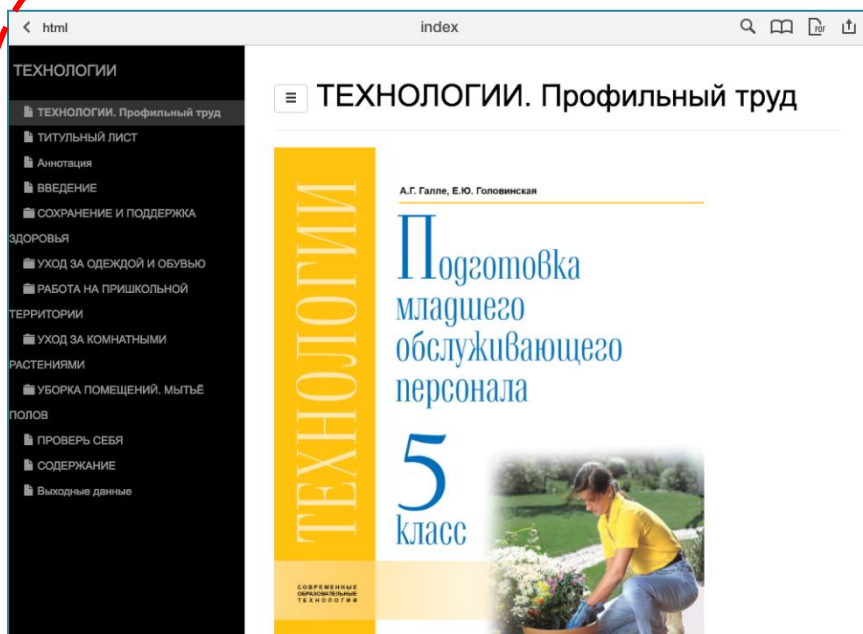 html
index
PDF
ТЕХНОЛОГИИ
ТЕХНОЛОГИИ. Профильный труд
ТИТУЛЬНЫЙ ЛИСТ
Аннотация
ВВЕДЕНИЕ
СОХРАНЕНИЕ И ПОДДЕРЖКА
ЗДОРОВЬЯ
УХОД ЗА ОДЕЖДОЙ И ОБУВЬЮ
РАБОТА НА ПРИШКОЛЬНОЙ
ТЕРРИТОРИИ
УХОД ЗА КОМНАТНЫМИ
РАСТЕНИЯМИ
УБОРКА ПОМЕЩЕНИЙ. МЫТЬЁ
ПОЛОВ
ПРОВЕРЬ СЕБЯ
СОДЕРЖАНИЕ
Выходные данные
ТЕХНОЛОГИИ. Профильный труд
ТЕХНОЛОГИИ
А.Г. Галле, Е.Ю. Головинская
Подготовка
младшего
обслуживающего
персонала
5
класс
СОВРЕМЕННЫЕ
ОБРАЗОВАТЕЛЬНЫЕ
ТЕХНОЛОГИИ